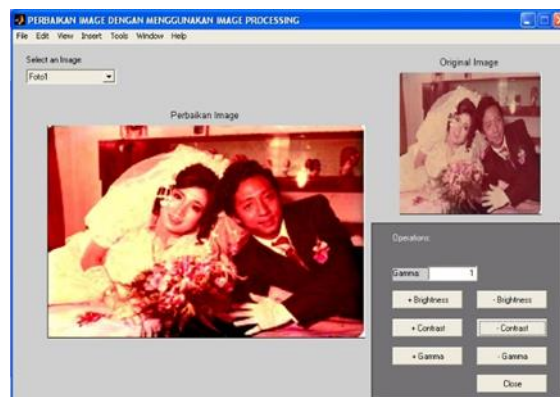 PERBAIKAN IMAGE DENGAN MENGGUNAKAN IMAGE PROCESSING
File Edit View Insert Tools Window Help
Select an Image
Foto1
Original Image
Perbaikan Image
Operations
Gamma: 1
+ Brightness - Brightness
+ Contrast - Contrast
+ Gamma - Gamma
Close